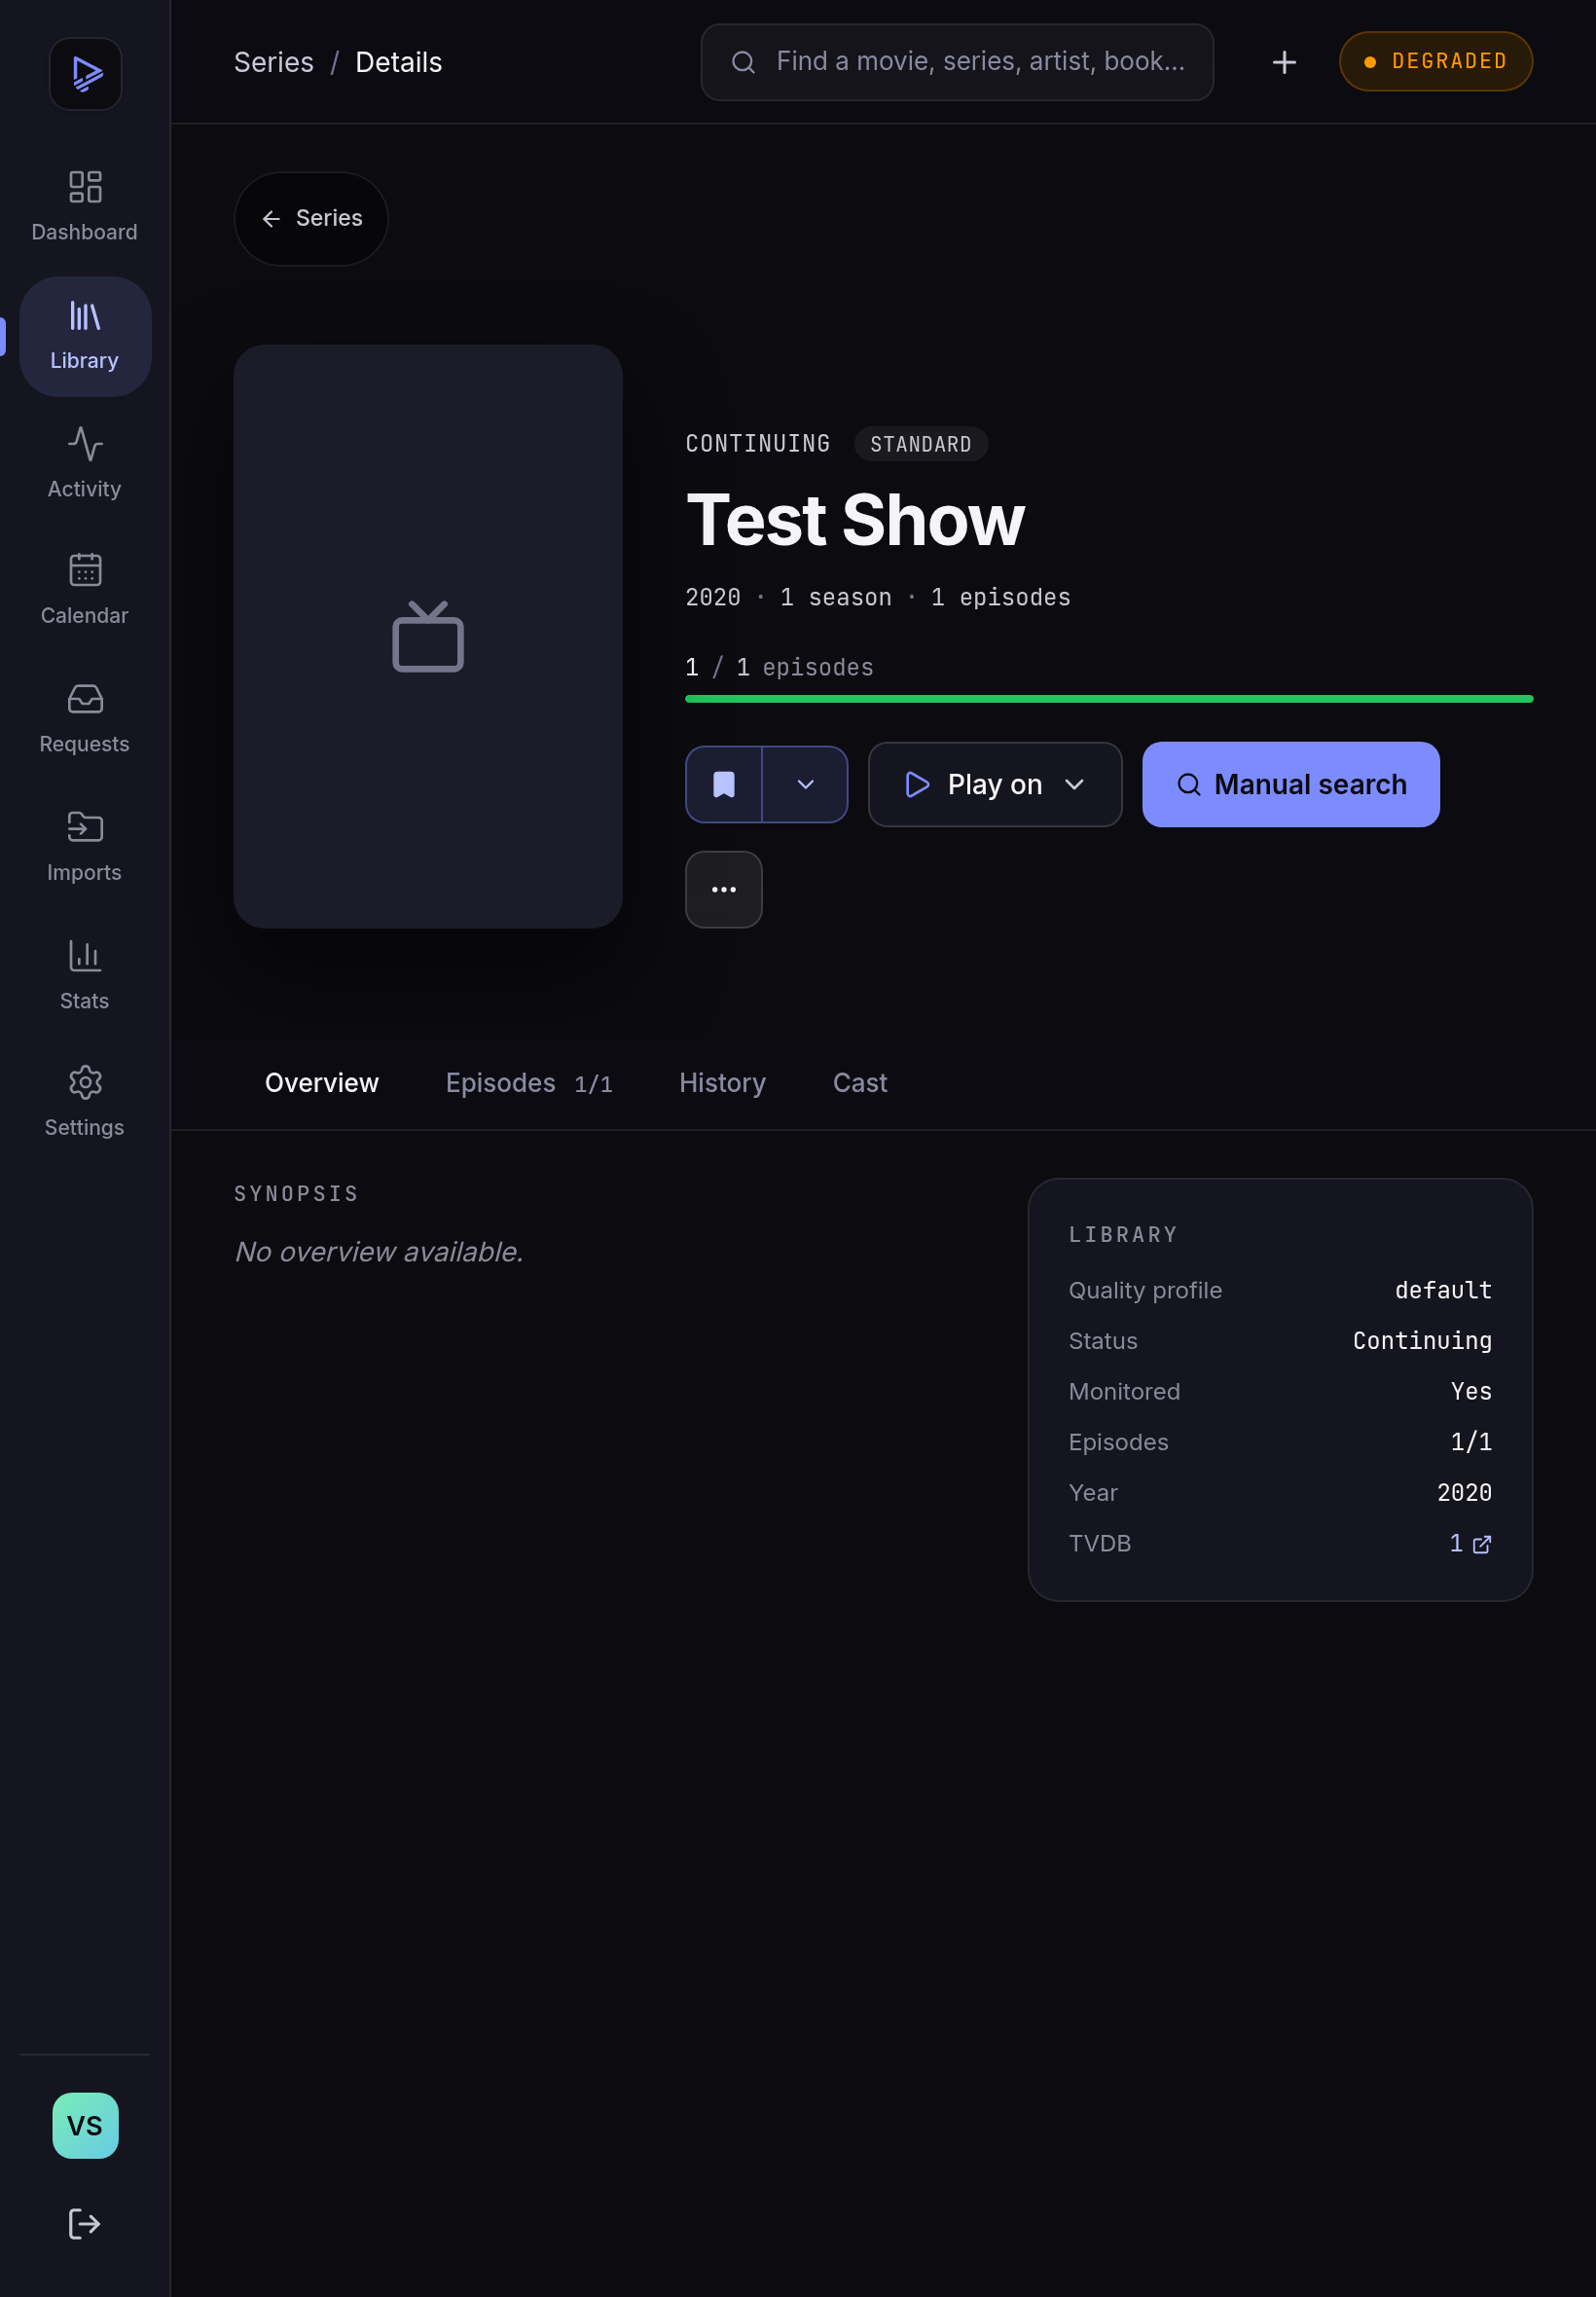 Series / Details
Find a movie, series, artist, book...
DEGRADED
Dashboard
Library
Activity
Calendar
Requests
Imports
Stats
Settings
VS
Series
CONTINUING STANDARD
Test Show
2020 · 1 season · 1 episodes
1 / 1 episodes
Play on
Manual search
Overview Episodes 1/1 History Cast
SYNOPSIS
No overview available.
LIBRARY
Quality profile default
Status Continuing
Monitored Yes
Episodes 1/1
Year 2020
TVDB 1